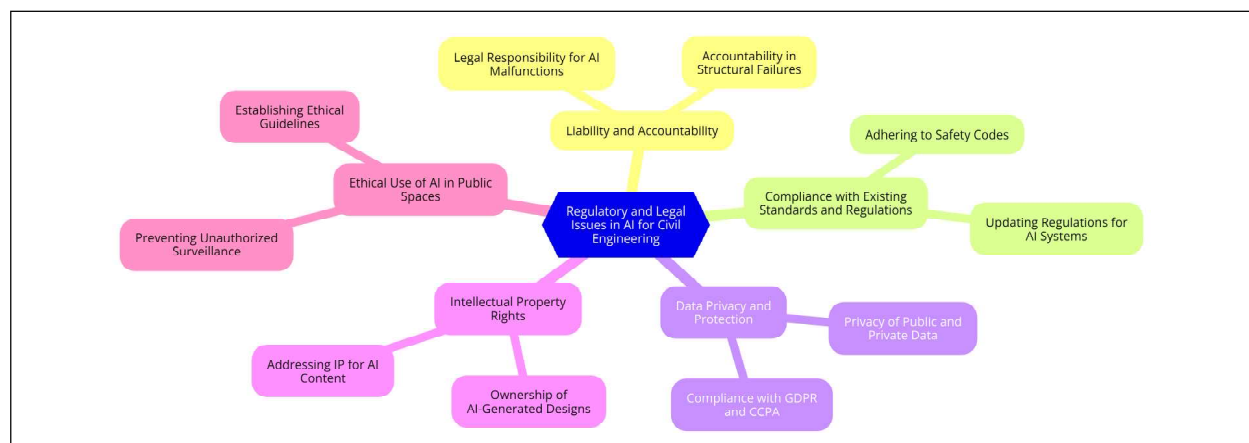 Legal Responsibility for AI
Malfunctions
Accountability in
Structural Failures
Liability and Accountability
Establishing Ethical
Guidelines
Ethical Use of AI in Public
Spaces
Preventing Unauthorized
Surveillance
Adhering to Safety Codes
Compliance with Existing
Standards and Regulations
Updating Regulations for
AI Systems
Regulatory and Legal
Issues in AI for Civil
Engineering
Intellectual Property
Rights
Addressing IP for AI
Content
Ownership of
AI-Generated Designs
Data Privacy and
Protection
Privacy of Public and
Private Data
Compliance with GDPR
and CCPA